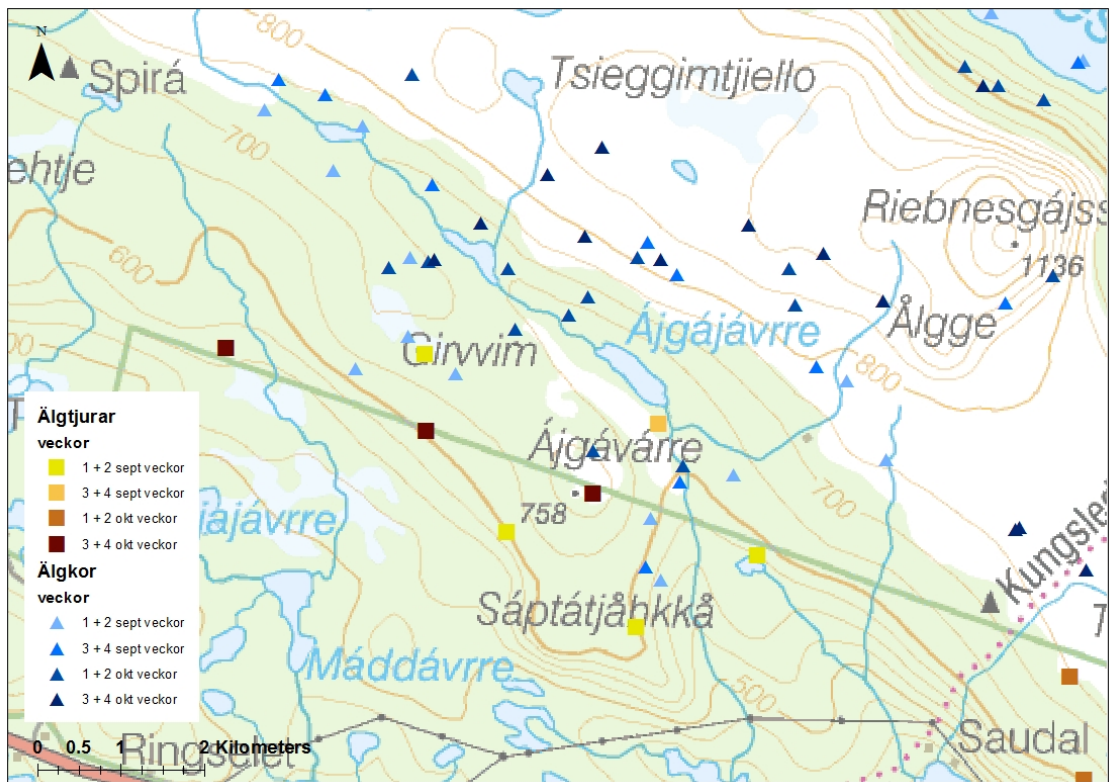 N
800
Spirá
Tsieggimtjiello
700
ehtje
Riebnesgájss
600
1136
Girvvim
Ájgájávrre
Ålgge
800
Ájgávárre
758
700
jajávrre
Kungsled
Sáptátjåhkkå
Máddávrre
500
Saudal
Ringselet
Älgtjurar
veckor
1 + 2 sept veckor
3 + 4 sept veckor
1 + 2 okt veckor
3 + 4 okt veckor
Älgkor
veckor
1 + 2 sept veckor
3 + 4 sept veckor
1 + 2 okt veckor
3 + 4 okt veckor
0 0.5 1 2 Kilometers